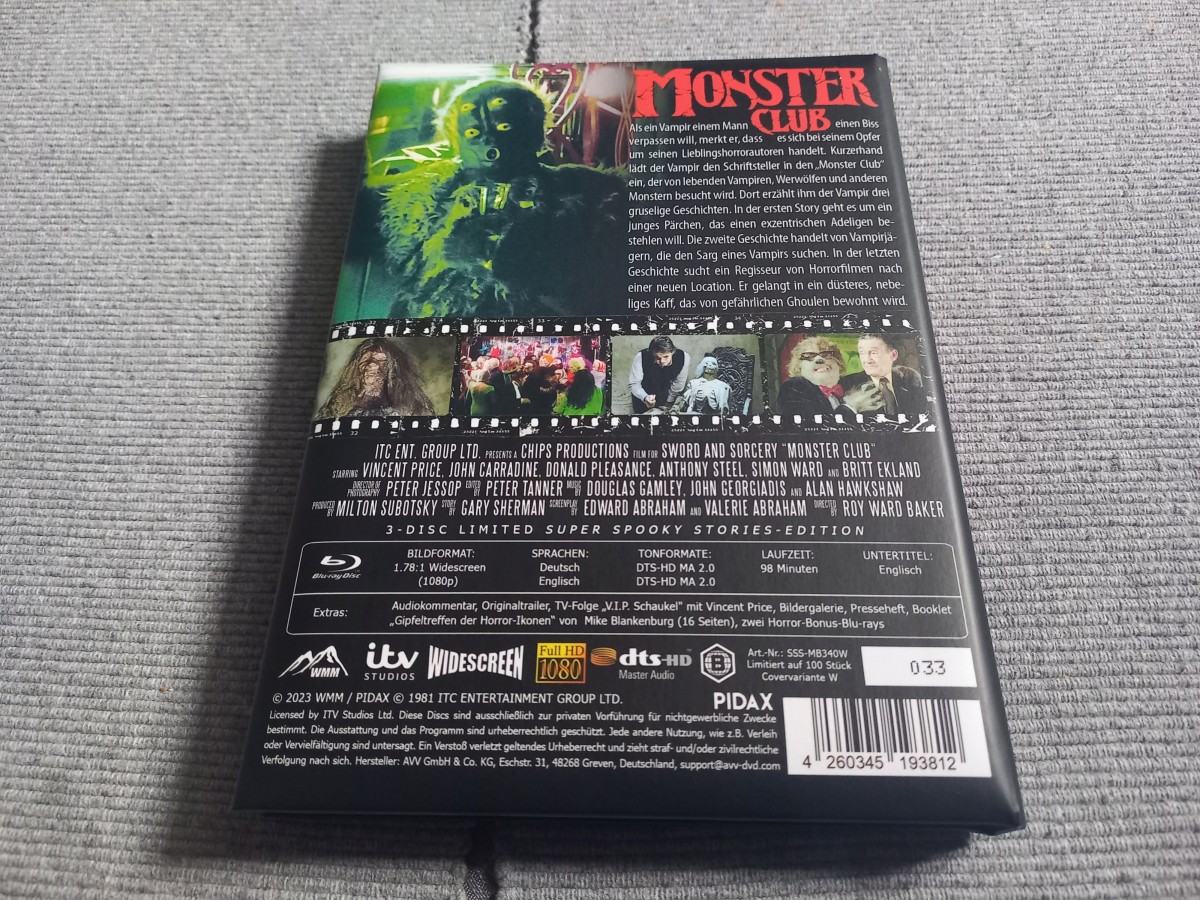 MONSTER
CLUB
Als ein Vampir einem Mann einen Biss
verpassen will, merkt er, dass es sich bei seinem Opfer
um seinen Lieblingshorrorautoren handelt. Kurzerhand
lädt der Vampir den Schriftsteller in den „Monster Club“
ein, der von lebenden Vampiren, Werwölfen und anderen
Monstern besucht wird. Dort erzählt ihm der Vampir drei
gruselige Geschichten. In der ersten Story geht es um ein
junges Pärchen, das einen exzentrischen Adeligen be-
stehlen will. Die zweite Geschichte handelt von Vampirjä-
gern, die den Sarg eines Vampirs suchen. In der letzten
Geschichte sucht ein Regisseur von Horrorfilmen nach
einer neuen Location. Er gelangt in ein düsteres, nebe-
liges Kaff, das von gefährlichen Ghoulen bewohnt wird.
ITC ENT. GROUP LTD. PRESENTS A CHIPS PRODUCTIONS FILM FOR SWORD AND SORCERY "MONSTER CLUB"
STARRING VINCENT PRICE, JOHN CARRADINE, DONALD PLEASANCE, ANTHONY STEEL, SIMON WARD AND BRITT EKLAND
DIRECTOR OF PHOTOGRAPHY PETER JESSOP EDITED BY PETER TANNER MUSIC BY DOUGLAS GAMLEY, JOHN GEORGIADIS AND ALAN HAWKSHAW
PRODUCED BY MILTON SUBOTSKY STORY BY GARY SHERMAN SCREENPLAY BY EDWARD ABRAHAM AND VALERIE ABRAHAM DIRECTED BY ROY WARD BAKER
3-DISC LIMITED SUPER SPOOKY STORIES-EDITION
Blu-ray Disc
BILDFORMAT: SPRACHEN: TONFORMATE: LAUFZEIT: UNTERTITEL:
1.78:1 Widescreen Deutsch DTS-HD MA 2.0 98 Minuten Englisch
(1080p) Englisch DTS-HD MA 2.0
Extras: Audiokommentar, Originaltrailer, TV-Folge „V.I.P. Schaukel“ mit Vincent Price, Bildergalerie, Presseheft, Booklet
„Gipfeltreffen der Horror-Ikonen“ von Mike Blankenburg (16 Seiten), zwei Horror-Bonus-Blu-rays
WMM itv STUDIOS WIDESCREEN Full HD 1080 dts-HD Master Audio
Art.-Nr.: SSS-MB340W
Limitiert auf 100 Stück
Covervariante W
033
© 2023 WMM / PIDAX © 1981 ITC ENTERTAINMENT GROUP LTD. PIDAX
Licensed by ITV Studios Ltd. Diese Discs sind ausschließlich zur privaten Vorführung für nichtgewerbliche Zwecke
bestimmt. Die Ausstattung und das Programm sind urheberrechtlich geschützt. Jede andere Nutzung, wie z.B. Verleih
oder Vervielfältigung sind untersagt. Ein Verstoß verletzt geltendes Urheberrecht und zieht straf- und/oder zivilrechtliche
Verfolgung nach sich. Hersteller: AVV GmbH & Co. KG, Eschstr. 31, 48268 Greven, Deutschland, support@avv-dvd.com
4 260345 193812